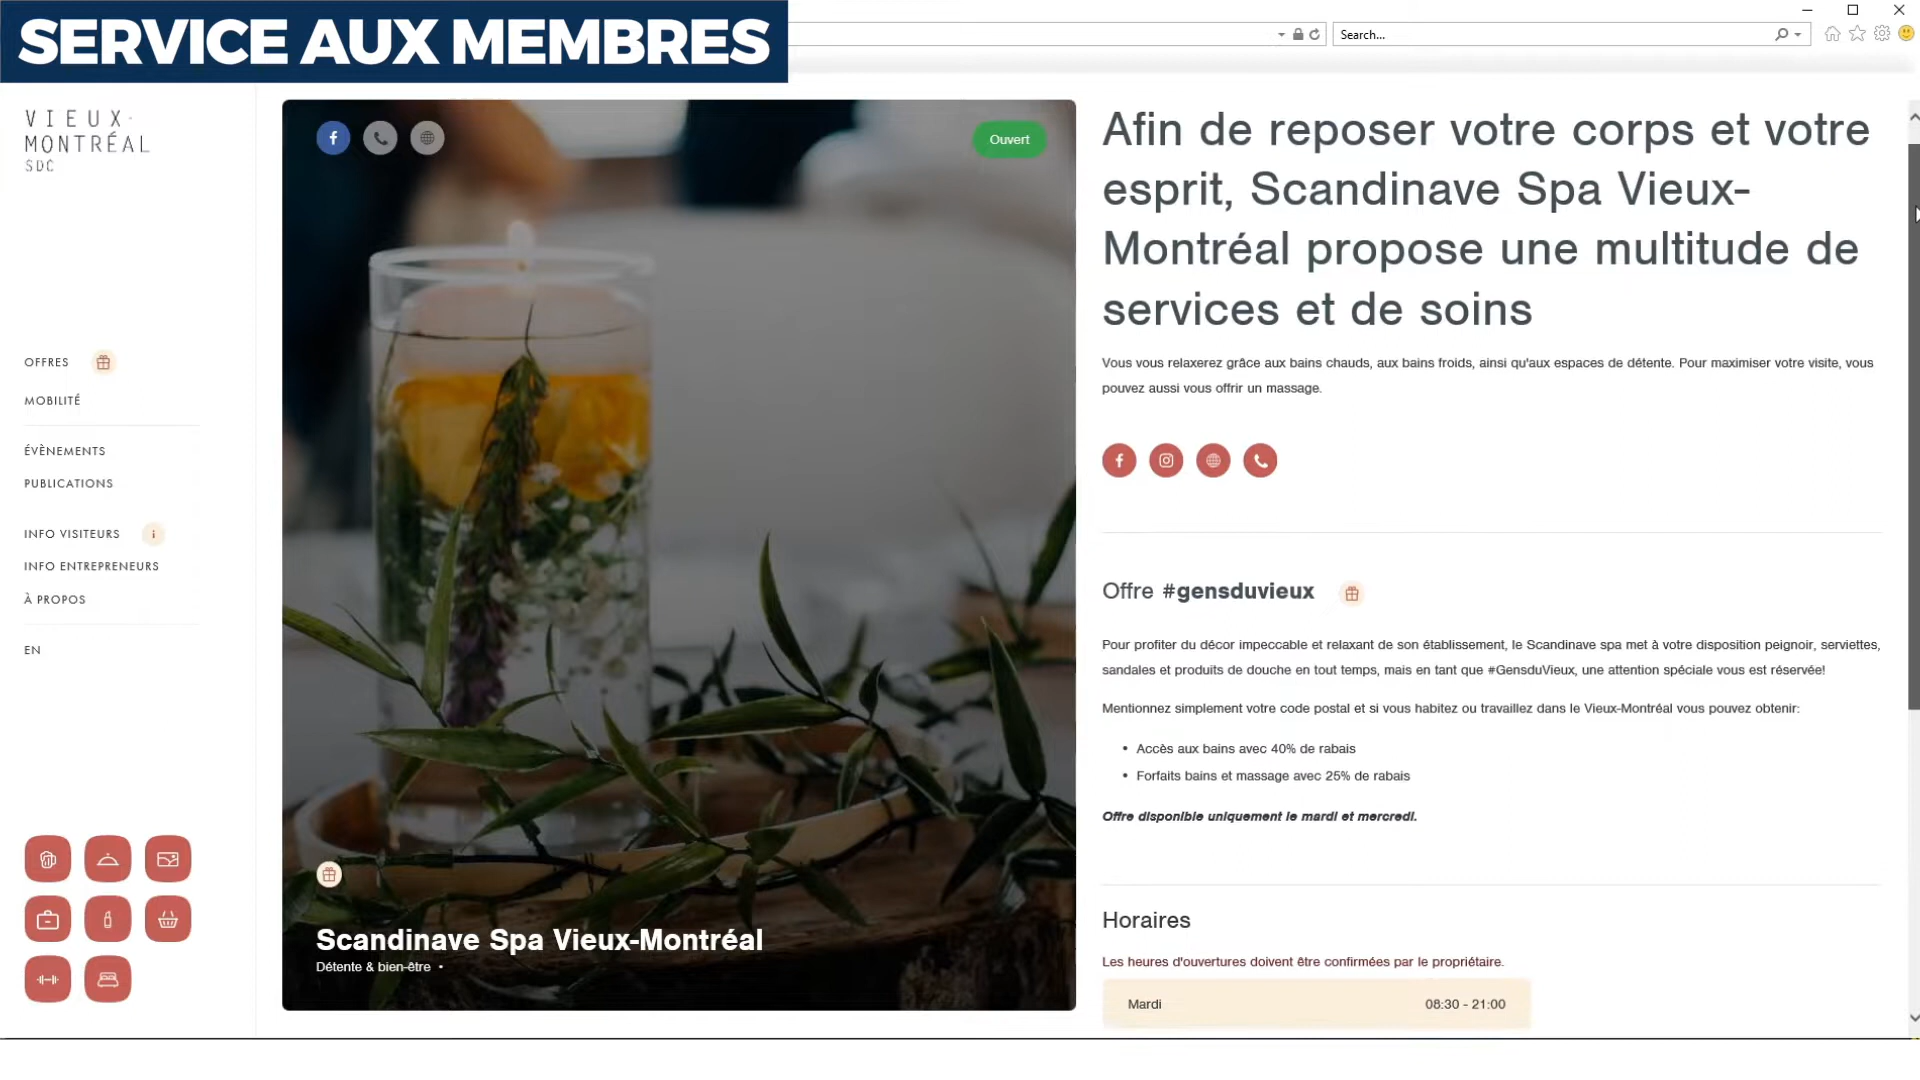 SERVICE AUX MEMBRES
Search...
VIEUX-
MONTRÉAL
SDC
OFFRES
MOBILITÉ
ÉVÈNEMENTS
PUBLICATIONS
INFO VISITEURS i
INFO ENTREPRENEURS
À PROPOS
EN
f
Ouvert
Scandinave Spa Vieux-Montréal
Détente & bien-être •
Afin de reposer votre corps et votre
esprit, Scandinave Spa Vieux-
Montréal propose une multitude de
services et de soins
Vous vous relaxerez grâce aux bains chauds, aux bains froids, ainsi qu'aux espaces de détente. Pour maximiser votre visite, vous
pouvez aussi vous offrir un massage.
f
Offre #gensduvieux
Pour profiter du décor impeccable et relaxant de son établissement, le Scandinave spa met à votre disposition peignoir, serviettes,
sandales et produits de douche en tout temps, mais en tant que #GensduVieux, une attention spéciale vous est réservée!
Mentionnez simplement votre code postal et si vous habitez ou travaillez dans le Vieux-Montréal vous pouvez obtenir:
• Accès aux bains avec 40% de rabais
• Forfaits bains et massage avec 25% de rabais
Offre disponible uniquement le mardi et mercredi.
Horaires
Les heures d'ouvertures doivent être confirmées par le propriétaire.
Mardi 08:30 - 21:00